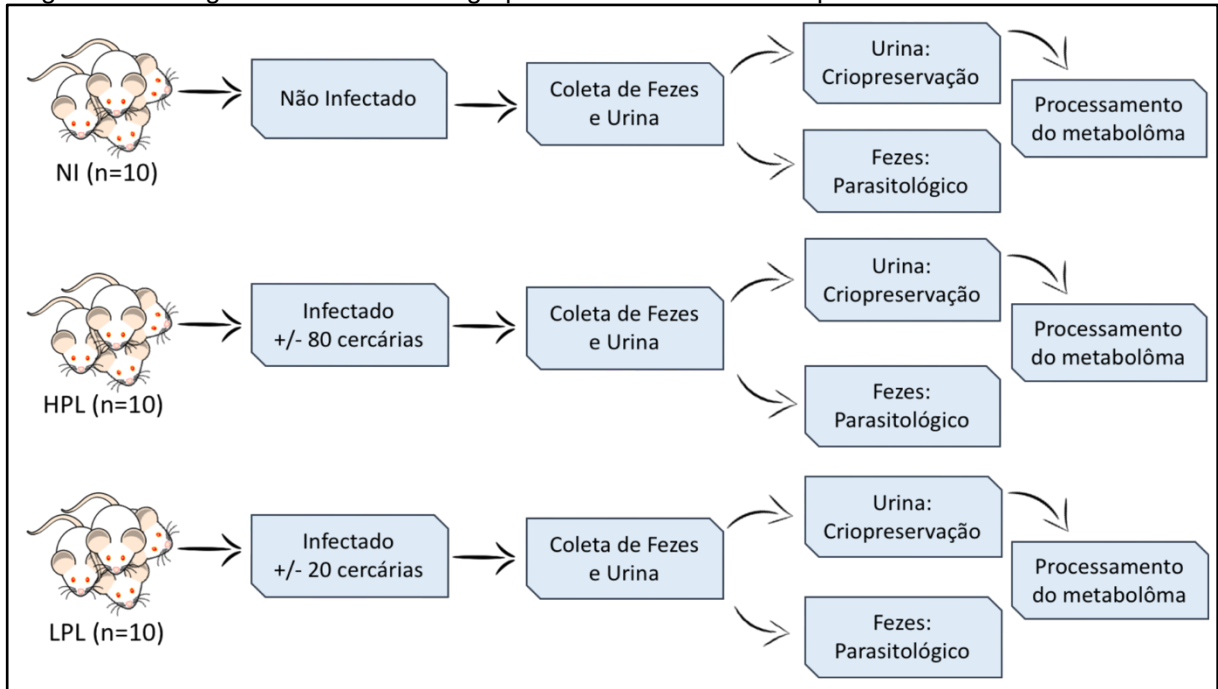 Urina:
Criopreservação
Não Infectado
Coleta de Fezes
e Urina
Processamento
do metabolôma
Fezes:
Parasitológico
NI (n=10)
Urina:
Criopreservação
Infectado
+/- 80 cercárias
Coleta de Fezes
e Urina
Processamento
do metabolôma
Fezes:
Parasitológico
HPL (n=10)
Urina:
Criopreservação
Infectado
+/- 20 cercárias
Coleta de Fezes
e Urina
Processamento
do metabolôma
Fezes:
Parasitológico
LPL (n=10)